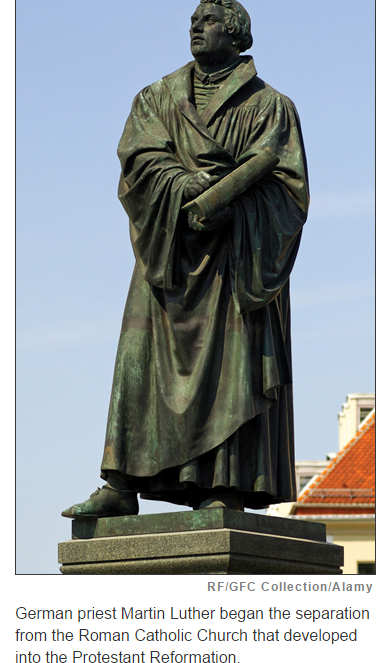 RF/GFC Collection/Alamy
German priest Martin Luther began the separation
from the Roman Catholic Church that developed
into the Protestant Reformation.